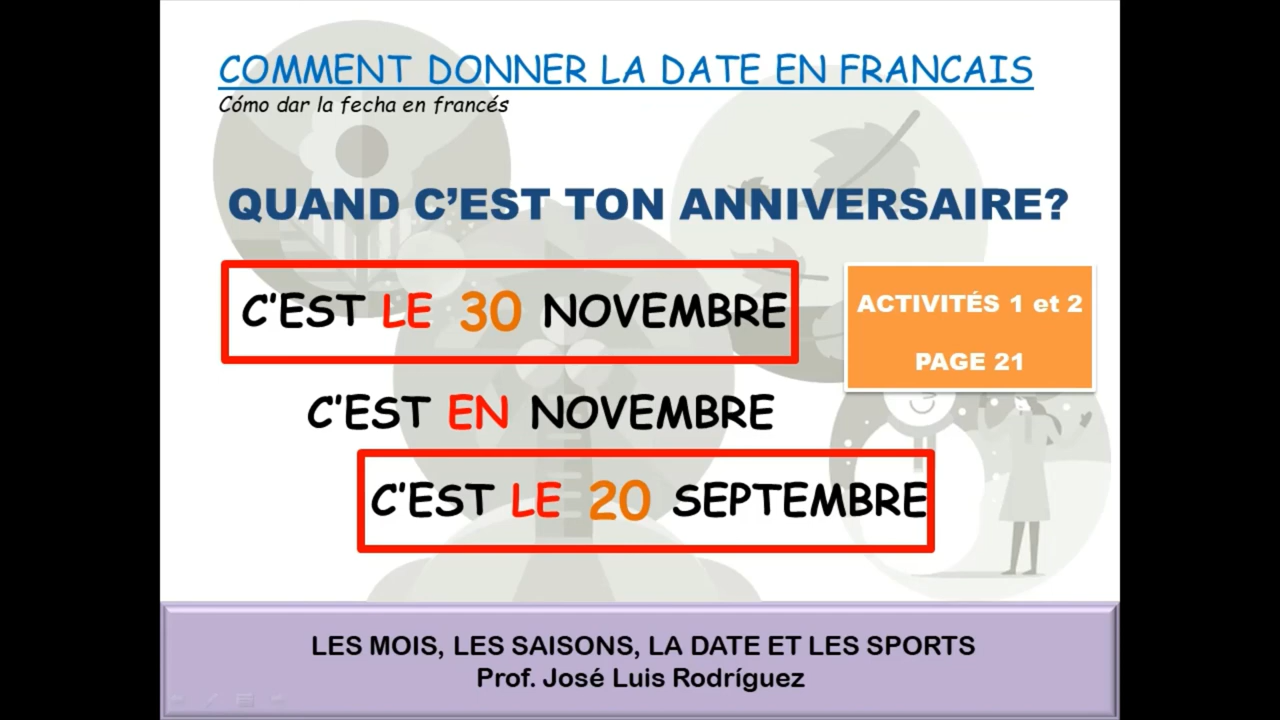 COMMENT DONNER LA DATE EN FRANCAIS
Cómo dar la fecha en francés
QUAND C'EST TON ANNIVERSAIRE?
C'EST LE 30 NOVEMBRE
ACTIVITÉS 1 et 2
PAGE 21
C'EST EN NOVEMBRE
C'EST LE 20 SEPTEMBRE
LES MOIS, LES SAISONS, LA DATE ET LES SPORTS
Prof. José Luis Rodríguez